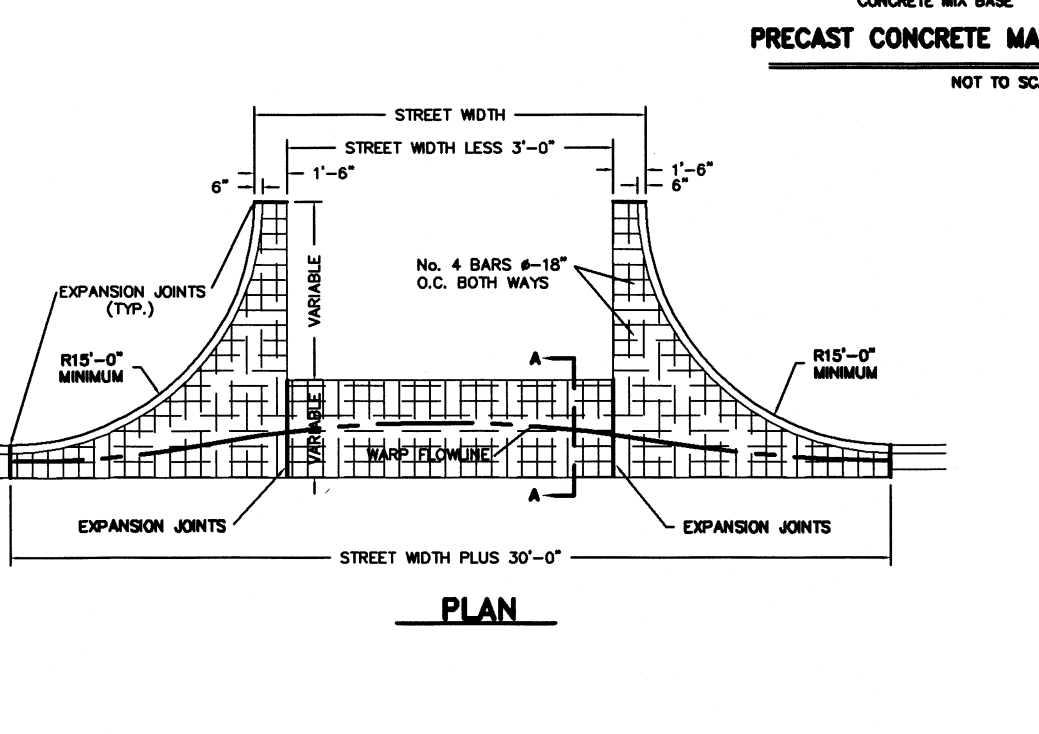 CONCRETE MIX BASE
PRECAST CONCRETE MA
NOT TO SCA
STREET WIDTH
STREET WIDTH LESS 3'-0"
1'-6"
1'-6"
6"
6"
VARIABLE
No. 4 BARS ø-18"
O.C. BOTH WAYS
EXPANSION JOINTS
(TYP.)
R15'-0"
MINIMUM
A
R15'-0"
MINIMUM
VARIABLE
WARP FLOWLINE
A
EXPANSION JOINTS
EXPANSION JOINTS
STREET WIDTH PLUS 30'-0"
PLAN